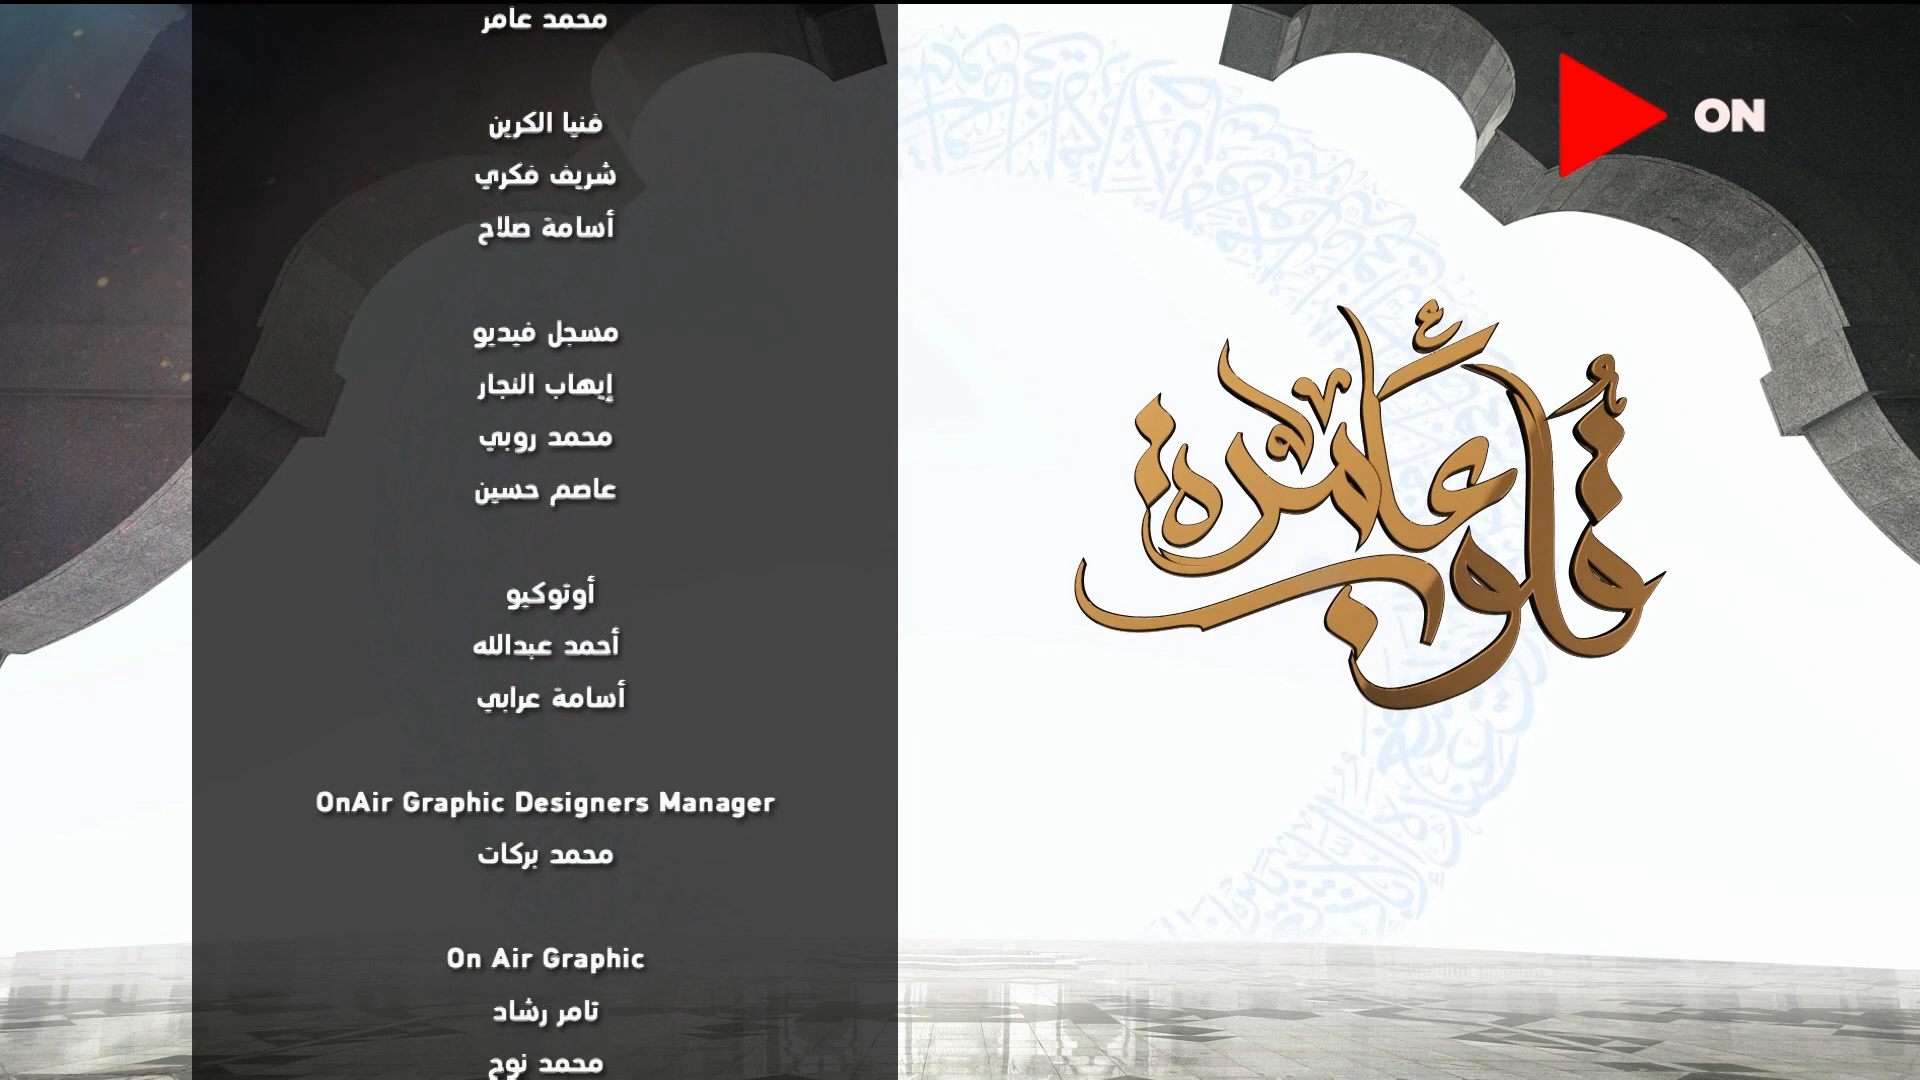 محمد عامر
فنيا الكرين
شريف فكري
أسامة صلاح
مسجل فيديو
إيهاب النجار
محمد روبي
عاصم حسين
أوتوكيو
أحمد عبدالله
أسامة عرابي
OnAir Graphic Designers Manager
محمد بركات
On Air Graphic
تامر رشاد
محمد نوح
ON
قُلوب عامرة